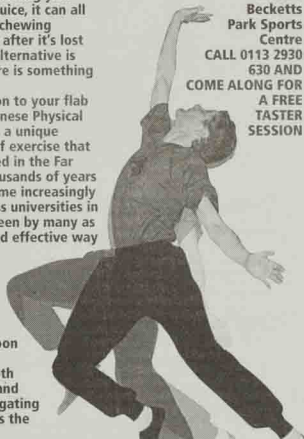 uice, it can all
chewing
after it's lost
lternative is
re is something
on to your flab
nese Physical
a unique
f exercise that
ed in the Far
usands of years
me increasingly
s universities in
een by many as
d effective way
oon
th
and
gating
s the
Becketts
Park Sports
Centre
CALL 0113 2930
630 AND
COME ALONG FOR
A FREE
TASTER
SESSION